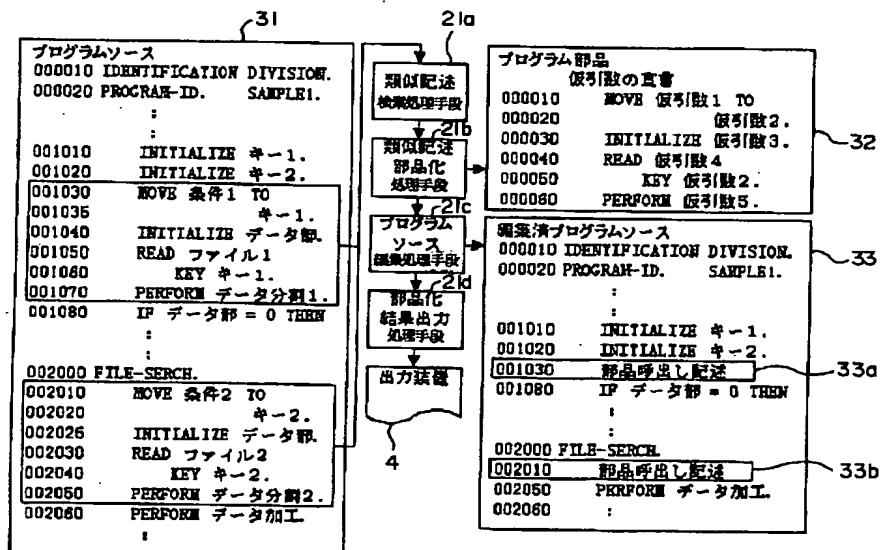 31
プログラムソース
000010 IDENTIFICATION DIVISION.
000020 PROGRAM-ID. SAMPLE1.
:
:
001010 INITIALIZE キー1.
001020 INITIALIZE キー2.
001030 MOVE 条件1 TO
001035 キー1.
001040 INITIALIZE データ部.
001050 READ ファイル1
001060 KEY キー1.
001070 PERFORM データ分割1.
001080 IF データ部 = 0 THEN
:
:
002000 FILE-SERCH.
002010 MOVE 条件2 TO
002020 キー2.
002026 INITIALIZE データ部.
002030 READ ファイル2
002040 KEY キー2.
002050 PERFORM データ分割2.
002060 PERFORM データ加工.
:
21a
類似記述
検索処理手段
21b
類似記述
部品化
処理手段
21c
プログラム
ソース
編集処理手段
21d
部品化
結果出力
処理手段
出力装置
4
プログラム部品
仮引数の宣言
000010 MOVE 仮引数1 TO
000020 仮引数2.
000030 INITIALIZE 仮引数3.
000040 READ 仮引数4
000050 KEY 仮引数2.
000060 PERFORM 仮引数5.
32
編集済プログラムソース
000010 IDENTIFICATION DIVISION.
000020 PROGRAM-ID. SAMPLE1.
:
:
001010 INITIALIZE キー1.
001020 INITIALIZE キー2.
001030 部品呼出し記述
001080 IF データ部 = 0 THEN
:
:
002000 FILE-SERCH.
002010 部品呼出し記述
002050 PERFORM データ加工.
002060 :
33
33a
33b